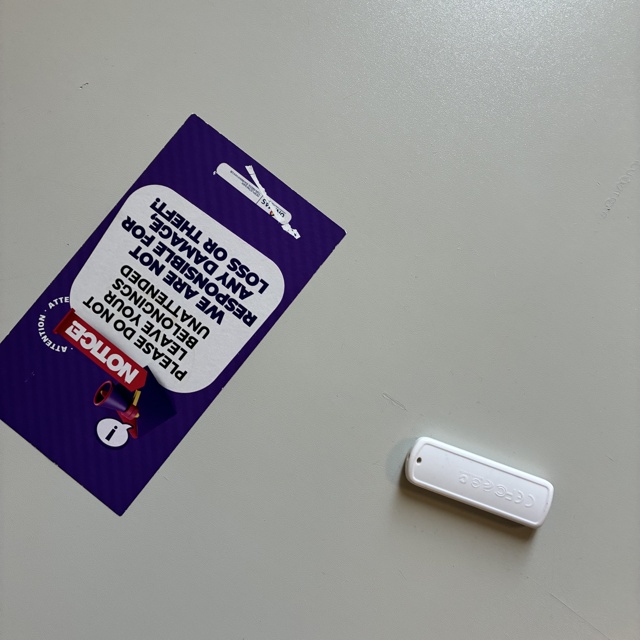 ATTENTION · ATTE
NOTICE!
PLEASE DO NOT
LEAVE YOUR
BELONGINGS
UNATTENDED
WE ARE NOT
RESPONSIBLE FOR
ANY DAMAGE,
LOSS OR THEFT!